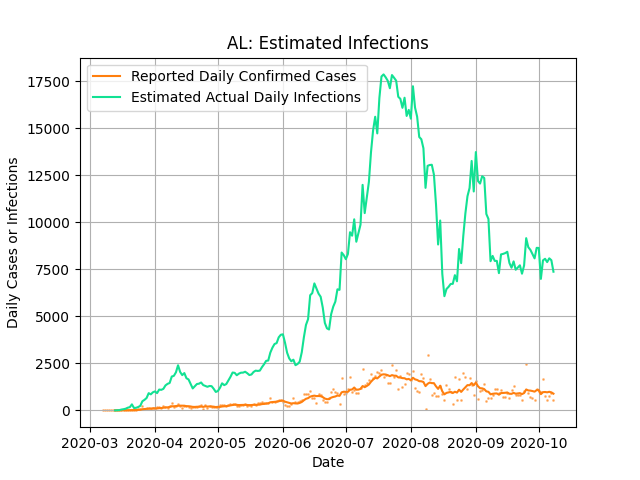 AL: Estimated Infections
Reported Daily Confirmed Cases
Estimated Actual Daily Infections
Daily Cases or Infections
17500
15000
12500
10000
7500
5000
2500
0
2020-03 2020-04 2020-05 2020-06 2020-07 2020-08 2020-09 2020-10
Date